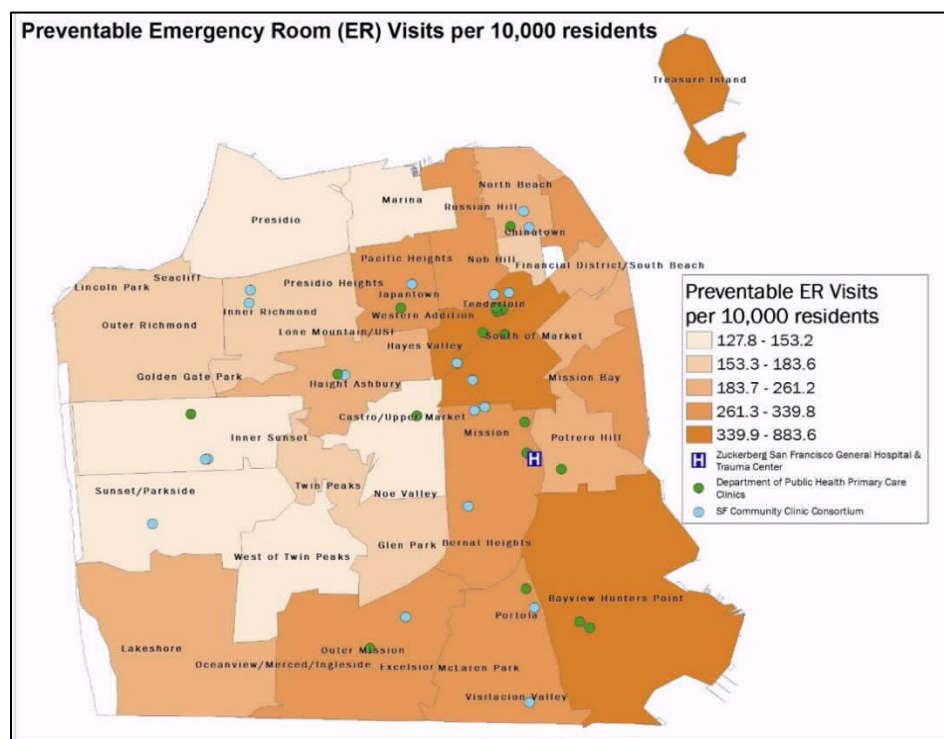 Preventable Emergency Room (ER) Visits per 10,000 residents
Treasure Island
North Beach
Marina
Russian Hill
Presidio
Chinatown
Pacific Heights
Nob Hill
Financial District/South Beach
Seacliff
Presidio Heights
Lincoln Park
Japantown
Tenderloin
Inner Richmond
Western Addition
Outer Richmond
Lone Mountain/USF
South of Market
Hayes Valley
Golden Gate Park
Mission Bay
Haight Ashbury
Castro/Upper Market
Inner Sunset
Mission
Potrero Hill
Twin Peaks
Sunset/Parkside
Noe Valley
Glen Park
Bernal Heights
West of Twin Peaks
Bayview Hunters Point
Portola
Lakeshore
Outer Mission
Oceanview/Merced/Ingleside
Excelsior
McLaren Park
Visitacion Valley
Preventable ER Visits
per 10,000 residents
127.8 - 153.2
153.3 - 183.6
183.7 - 261.2
261.3 - 339.8
339.9 - 883.6
H
Zuckerberg San Francisco General Hospital &
Trauma Center
Department of Public Health Primary Care
Clinics
SF Community Clinic Consortium
H